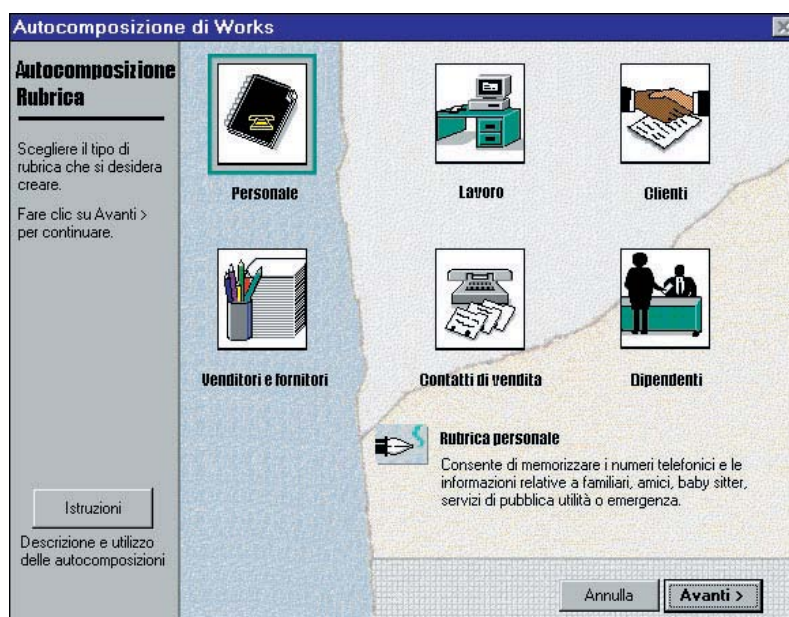 Autocomposizione di Works
Autocomposizione
Rubrica
Scegliere il tipo di
rubrica che si desidera
creare.
Fare clic su Avanti >
per continuare.
Personale
Lavoro
Clienti
Venditori e fornitori
Contatti di vendita
Dipendenti
Rubrica personale
Consente di memorizzare i numeri telefonici e le
informazioni relative a familiari, amici, baby sitter,
servizi di pubblica utilità o emergenza.
Istruzioni
Descrizione e utilizzo
delle autocomposizioni
Annulla
Avanti >